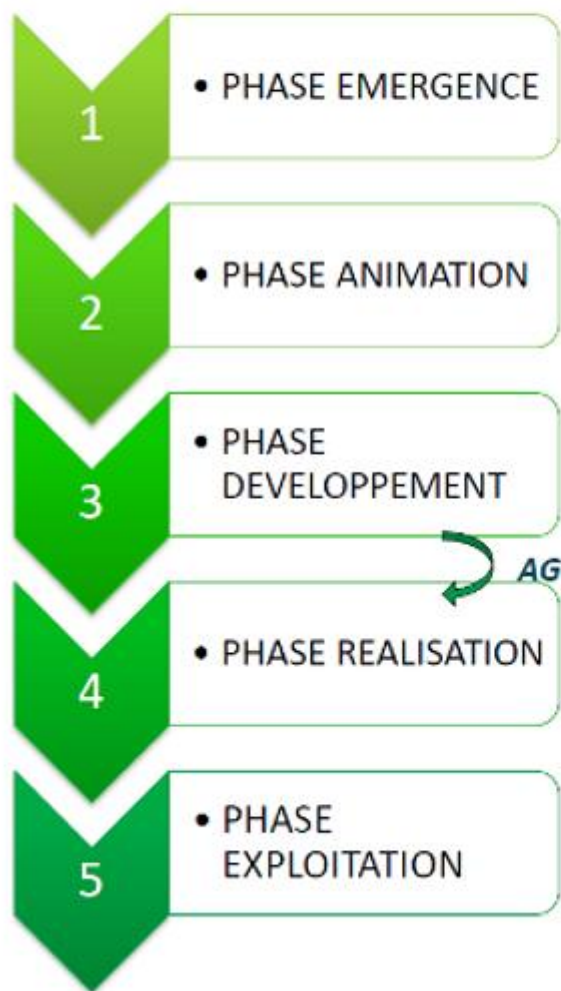 1
• PHASE EMERGENCE
2
• PHASE ANIMATION
3
• PHASE
DEVELOPPEMENT
AG
4
• PHASE REALISATION
5
• PHASE
EXPLOITATION